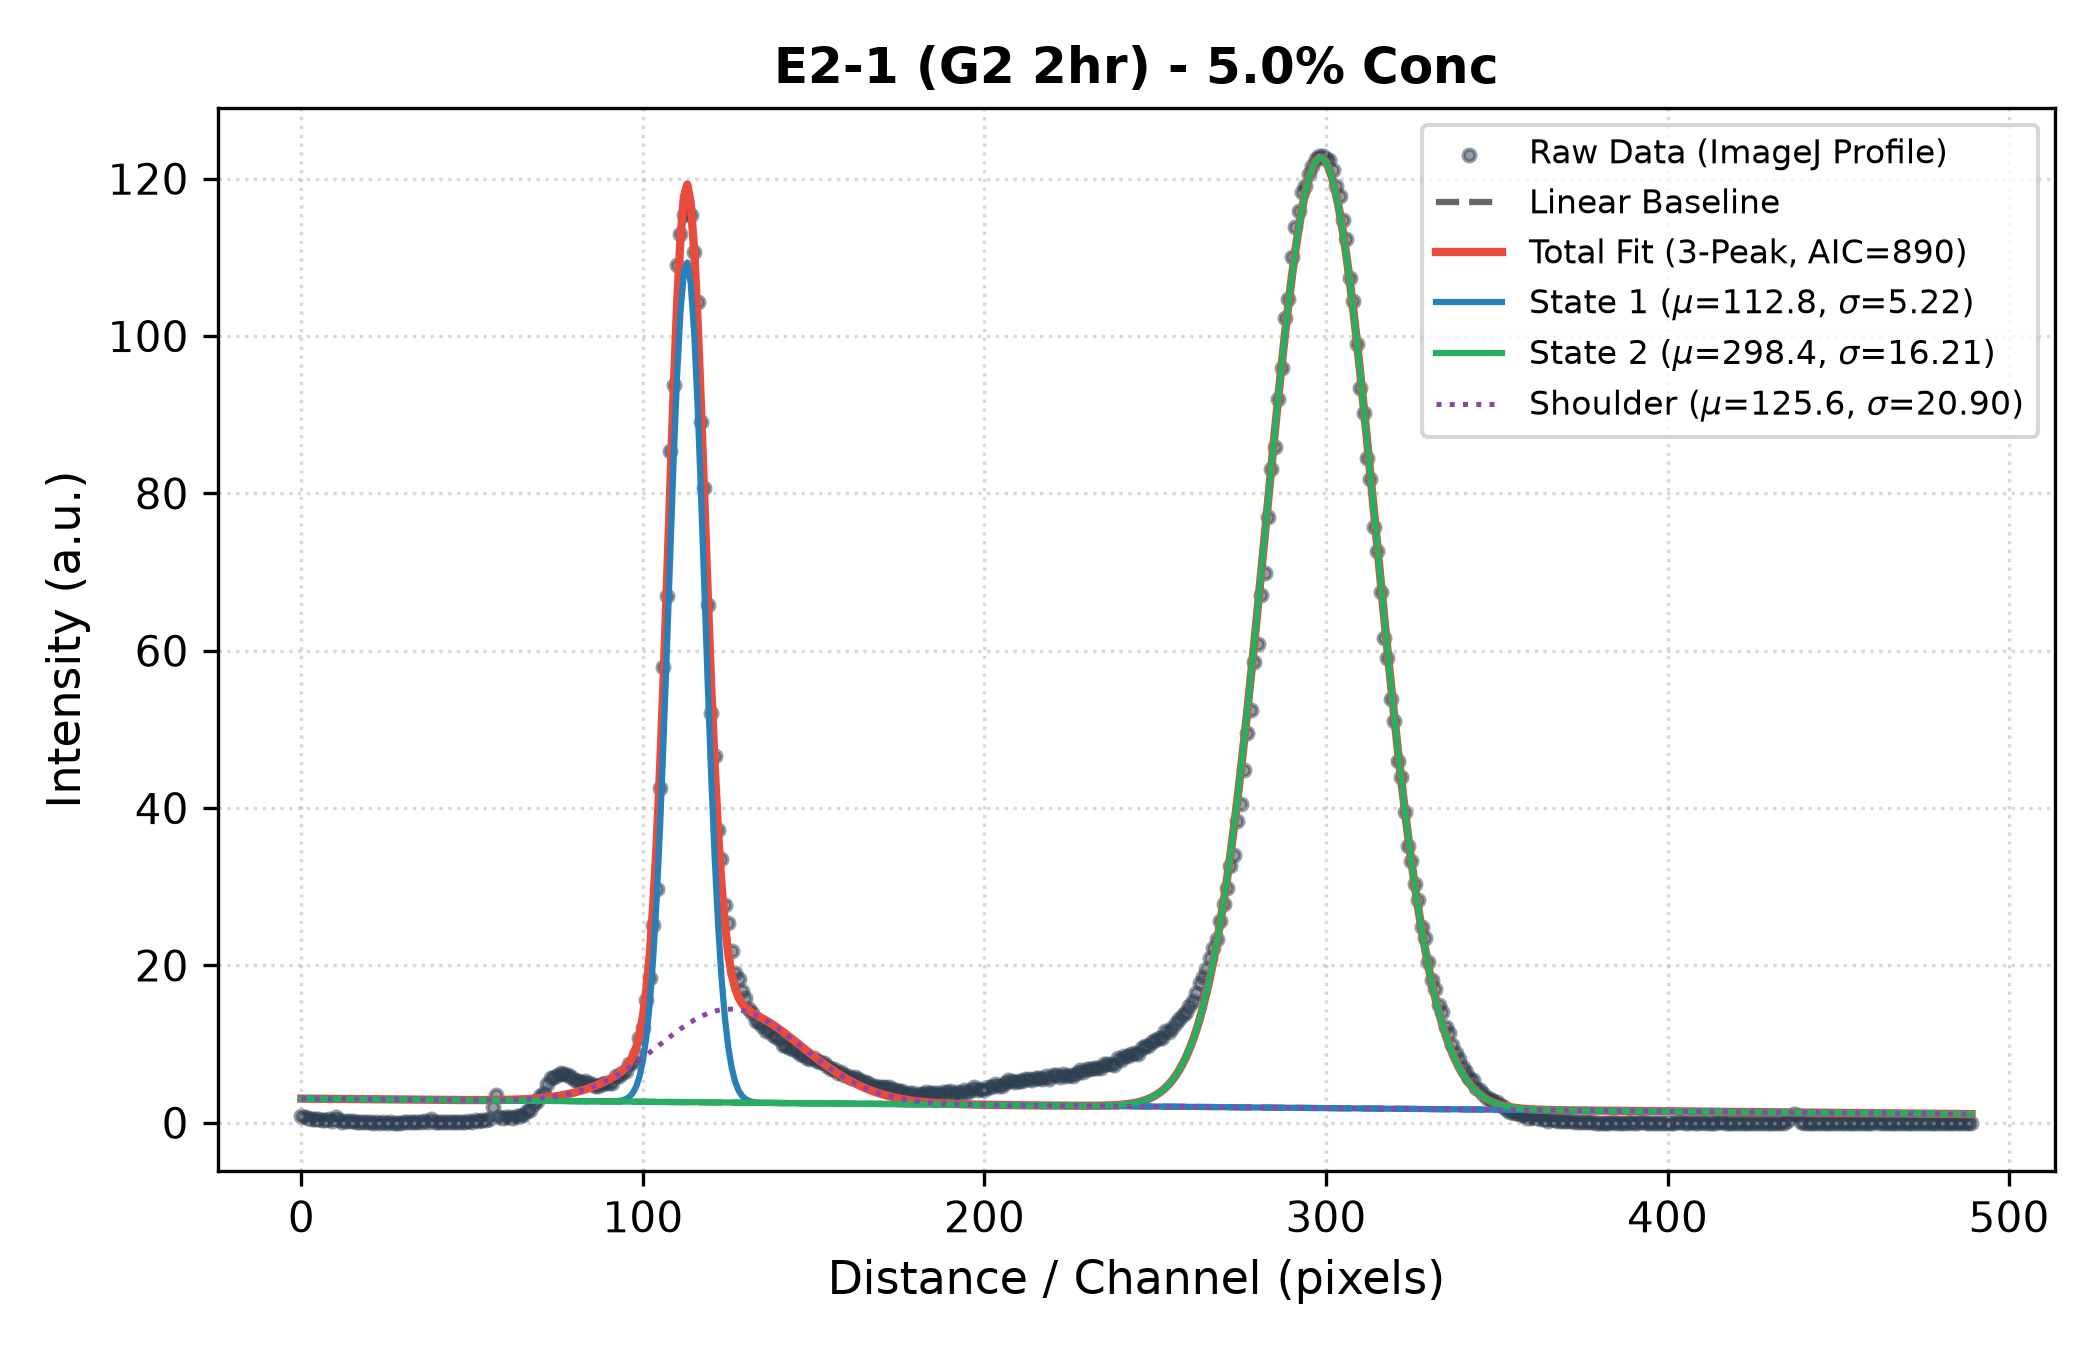 E2-1 (G2 2hr) - 5.0% Conc
Raw Data (ImageJ Profile)
Linear Baseline
Total Fit (3-Peak, AIC=890)
State 1 (μ=112.8, σ=5.22)
State 2 (μ=298.4, σ=16.21)
Shoulder (μ=125.6, σ=20.90)
Intensity (a.u.)
120
100
80
60
40
20
0
0 100 200 300 400 500
Distance / Channel (pixels)